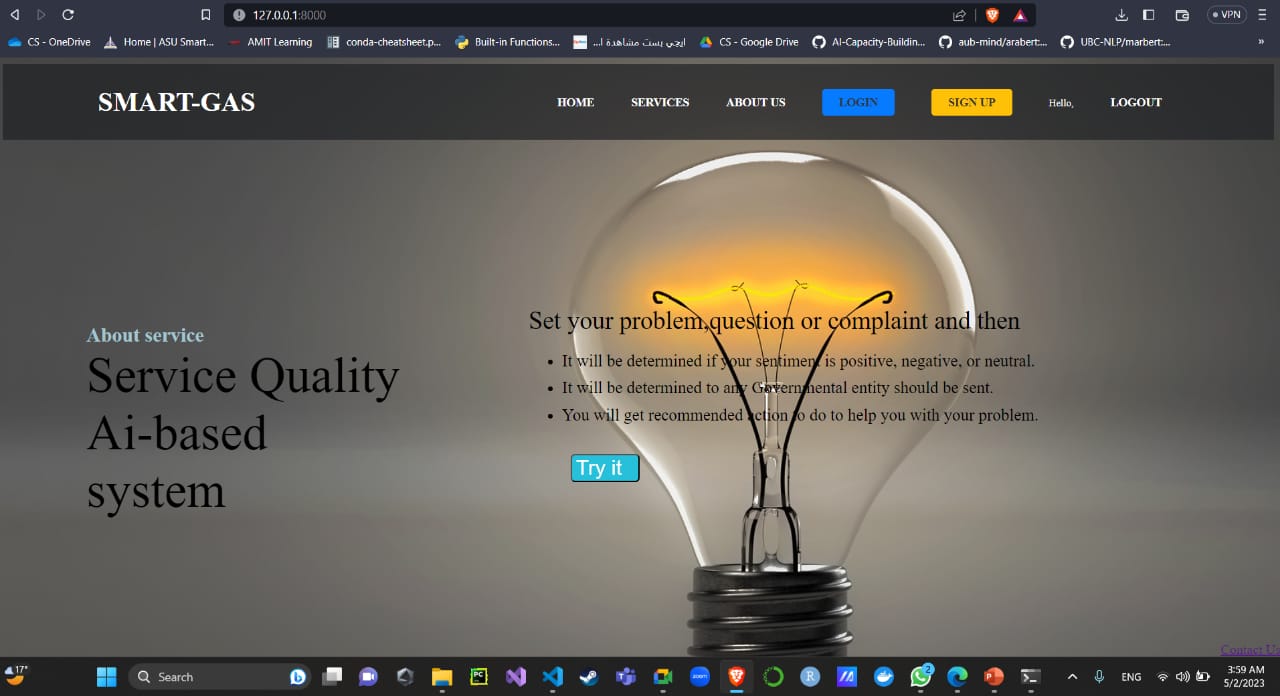 127.0.0.1:8000
VPN
CS - OneDrive
Home | ASU Smart...
AMIT Learning
conda-cheatsheet.p...
Built-in Functions...
ايجي بست مشاهدة ا...
CS - Google Drive
AI-Capacity-Buildin...
aub-mind/arabert:...
UBC-NLP/marbert:...
»
SMART-GAS
HOME
SERVICES
ABOUT US
LOGIN
SIGN UP
Hello,
LOGOUT
About service
Service Quality
Ai-based
system
Set your problem,question or complaint and then
• It will be determined if your sentiment is positive, negative, or neutral.
• It will be determined to any Governmental entity should be sent.
• You will get recommended action to do to help you with your problem.
Try it
Contact Us
17°
Search
PC
zoom
R
2
P
ENG
3:59 AM
5/2/2023